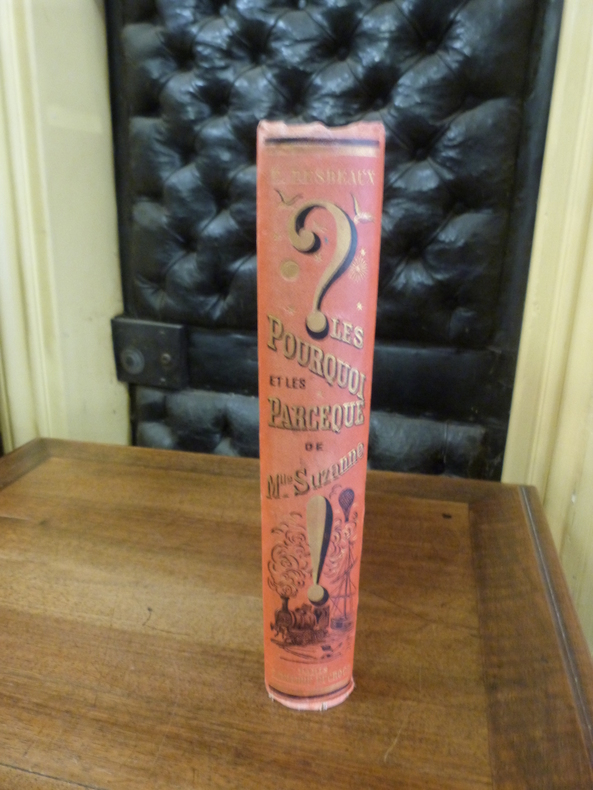 E. DESBEAUX
?
LES
POURQUOI
ET LES
PARCEQUE
DE
Mlle Suzanne
!